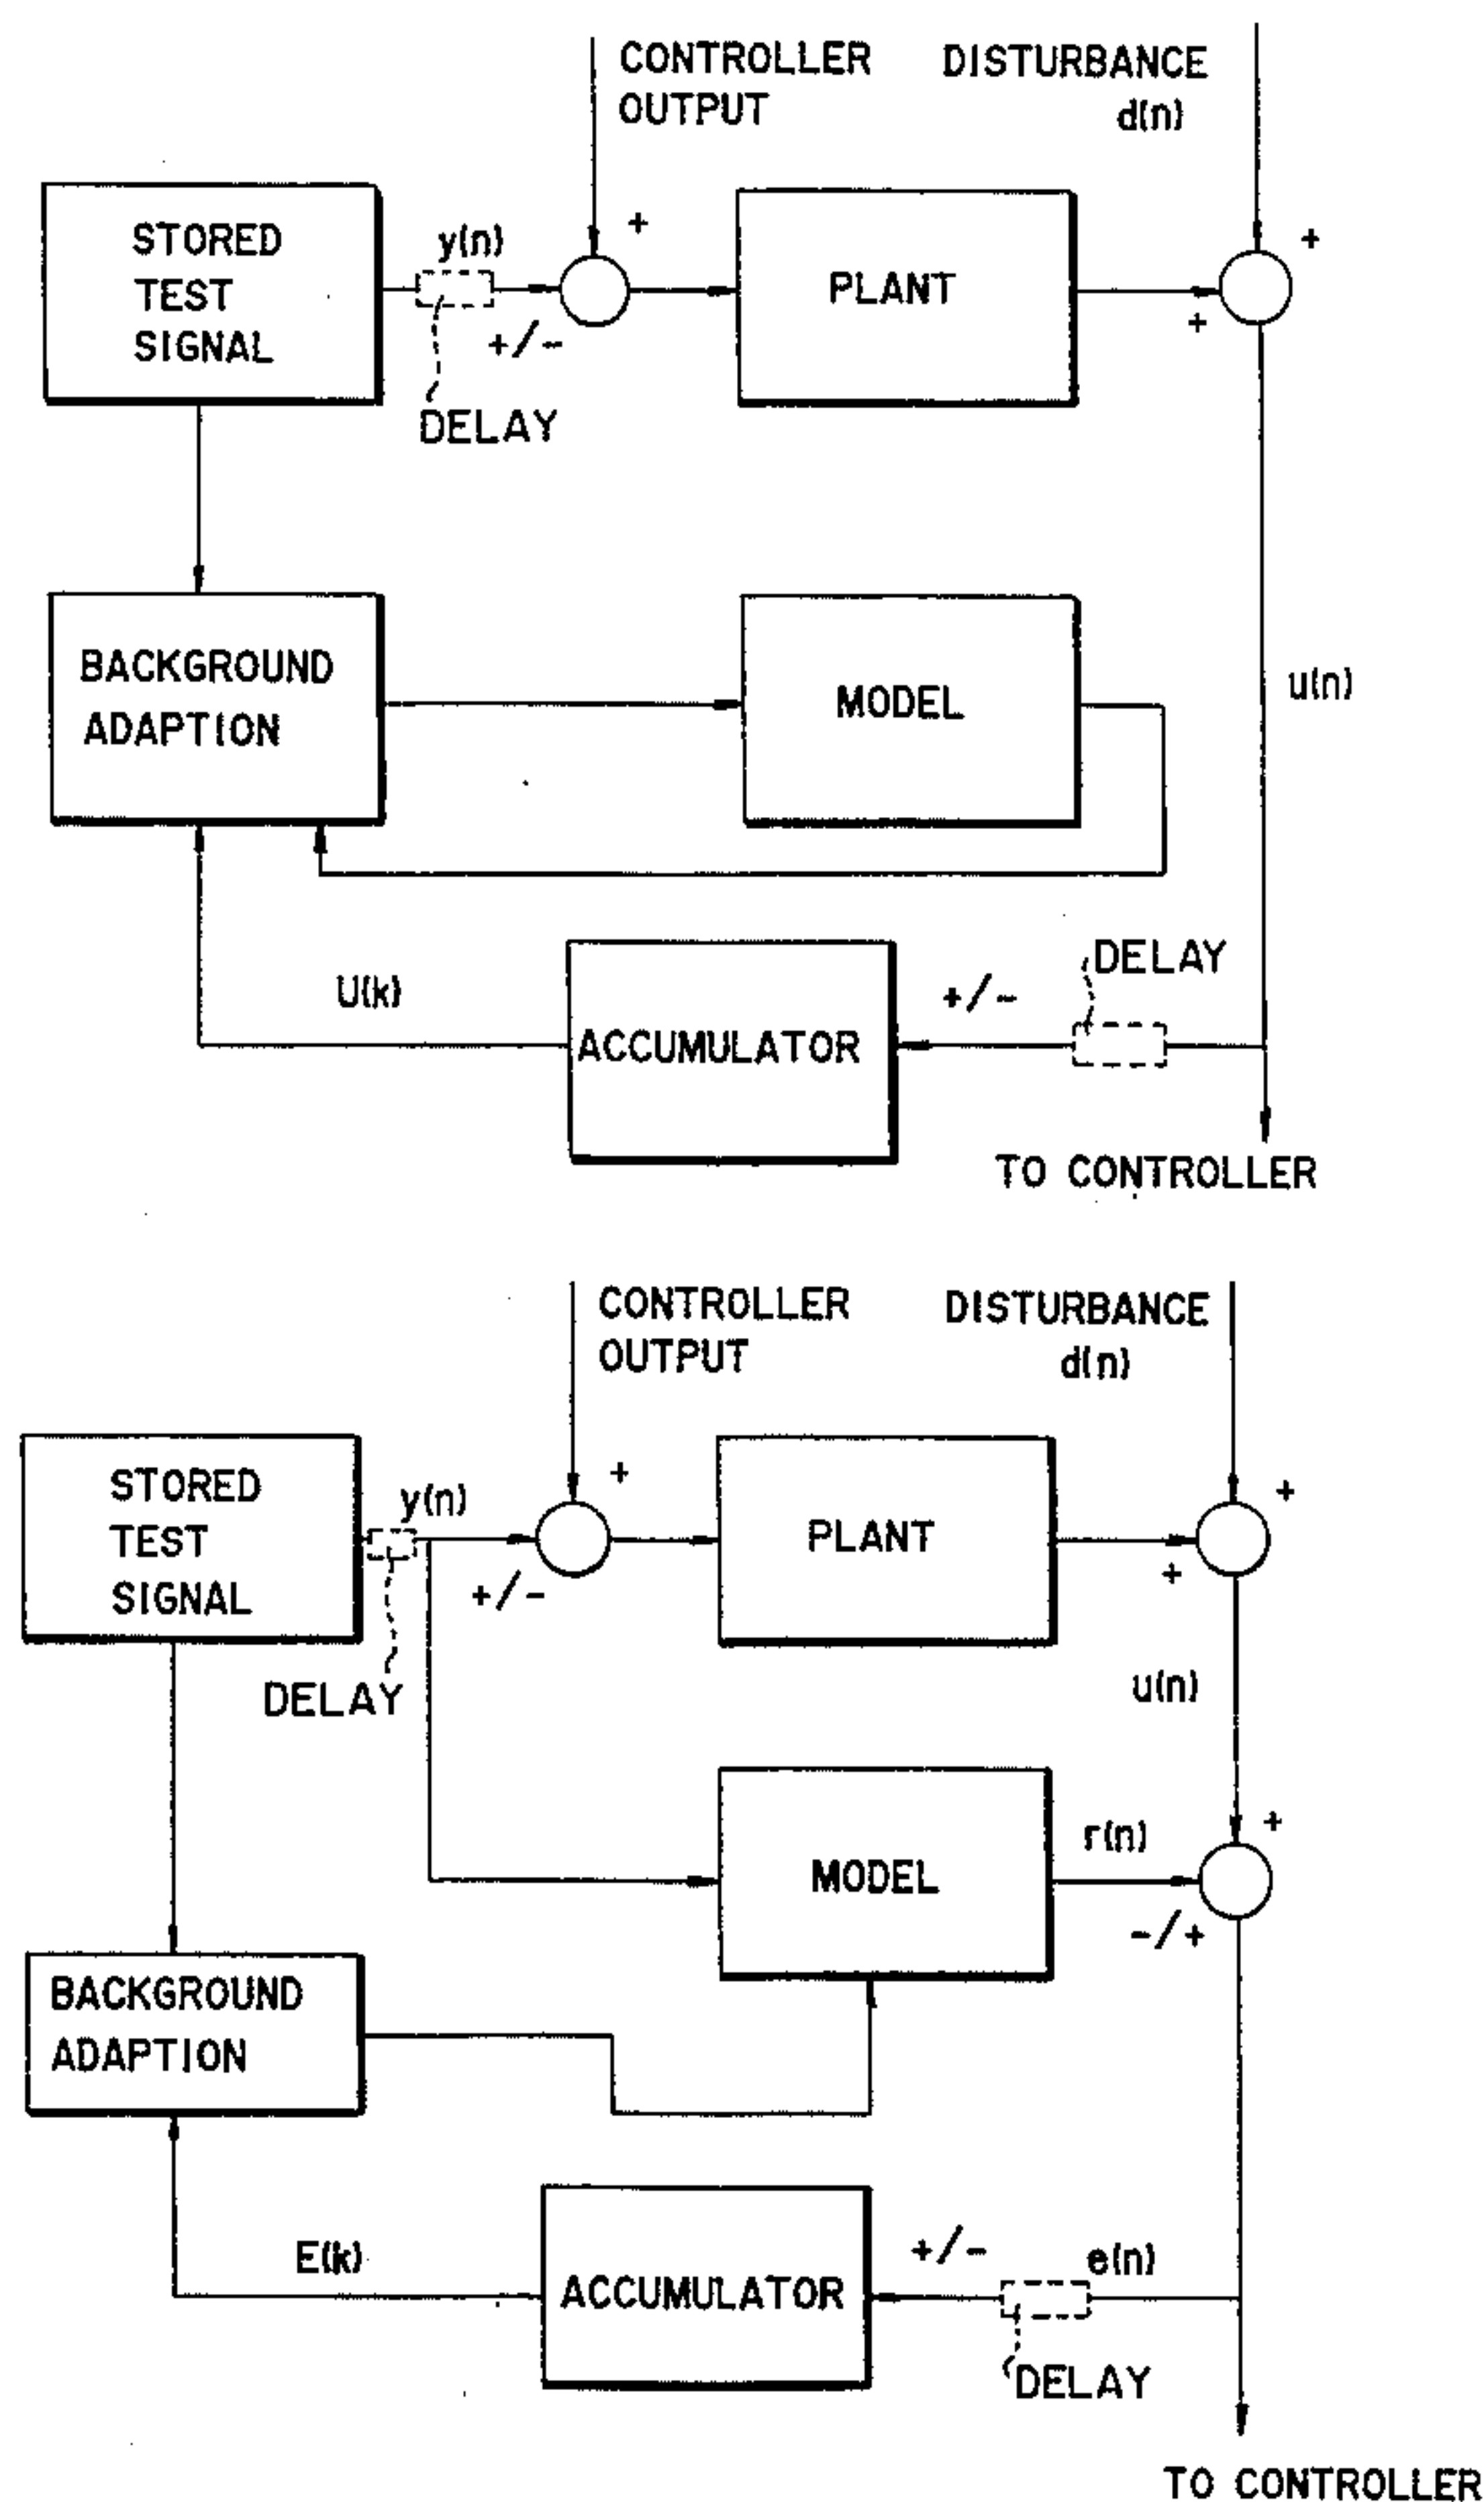 CONTROLLER
OUTPUT
DISTURBANCE
d(n)
STORED
TEST
SIGNAL
y(n)
+
+/-
DELAY
PLANT
+
+
BACKGROUND
ADAPTION
MODEL
u(n)
U(k)
ACCUMULATOR
+/-
DELAY
TO CONTROLLER
CONTROLLER
OUTPUT
DISTURBANCE
d(n)
STORED
TEST
SIGNAL
y(n)
+
+/-
DELAY
PLANT
+
+
u(n)
MODEL
r(n)
+
-/+
BACKGROUND
ADAPTION
E(k)
ACCUMULATOR
+/-
e(n)
DELAY
TO CONTROLLER